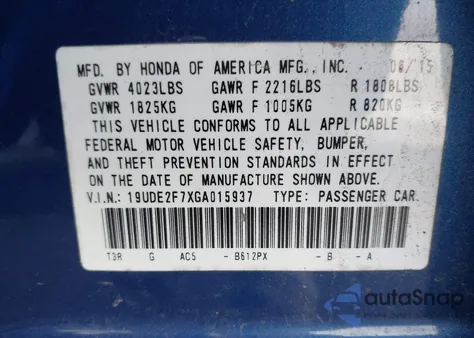 MFD. BY HONDA OF AMERICA MFG., INC. 08/15
GVWR 4023LBS GAWR F 2216LBS R 1808LBS
GVWR 1825KG GAWR F 1005KG R 820KG
THIS VEHICLE CONFORMS TO ALL APPLICABLE
FEDERAL MOTOR VEHICLE SAFETY, BUMPER,
AND THEFT PREVENTION STANDARDS IN EFFECT
ON THE DATE OF MANUFACTURE SHOWN ABOVE.
V.I.N.: 19UDE2F7XGA015937 TYPE: PASSENGER CAR
T3R G AC5 - B612PX - B - A
autoSnap